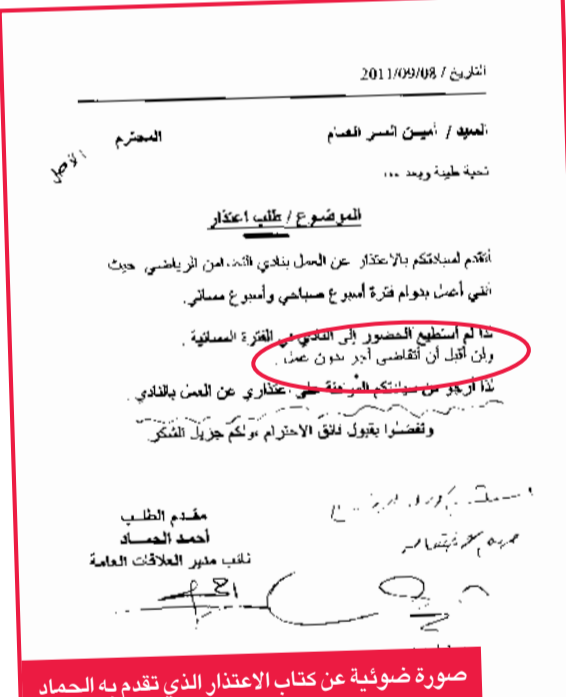 التاريخ / 2011/09/08
السيد / أمين السر العام المحترم
الأصل
تحية طيبة وبعد ...
الموضوع / طلب اعتذار
أتقدم لسيادتكم بالاعتذار عن العمل بنادي التضامن الرياضي حيث
أنني أعمل بدوام فترة أسبوع صباحي وأسبوع مسائي.
لذا لم أستطيع الحضور إلى النادي في الفترة المسائية .
ولن أقبل أن أتقاضى أجر بدون عمل .
لذا أرجو من سيادتكم الموافقة على اعتذاري عن العمل بالنادي .
وتفضلوا بقبول فائق الاحترام ،ولكم جزيل الشكر
مقدم الطلب
أحمد الحماد
نائب مدير العلاقات العامة
صورة ضوئية عن كتاب الاعتذار الذي تقدم به الحماد